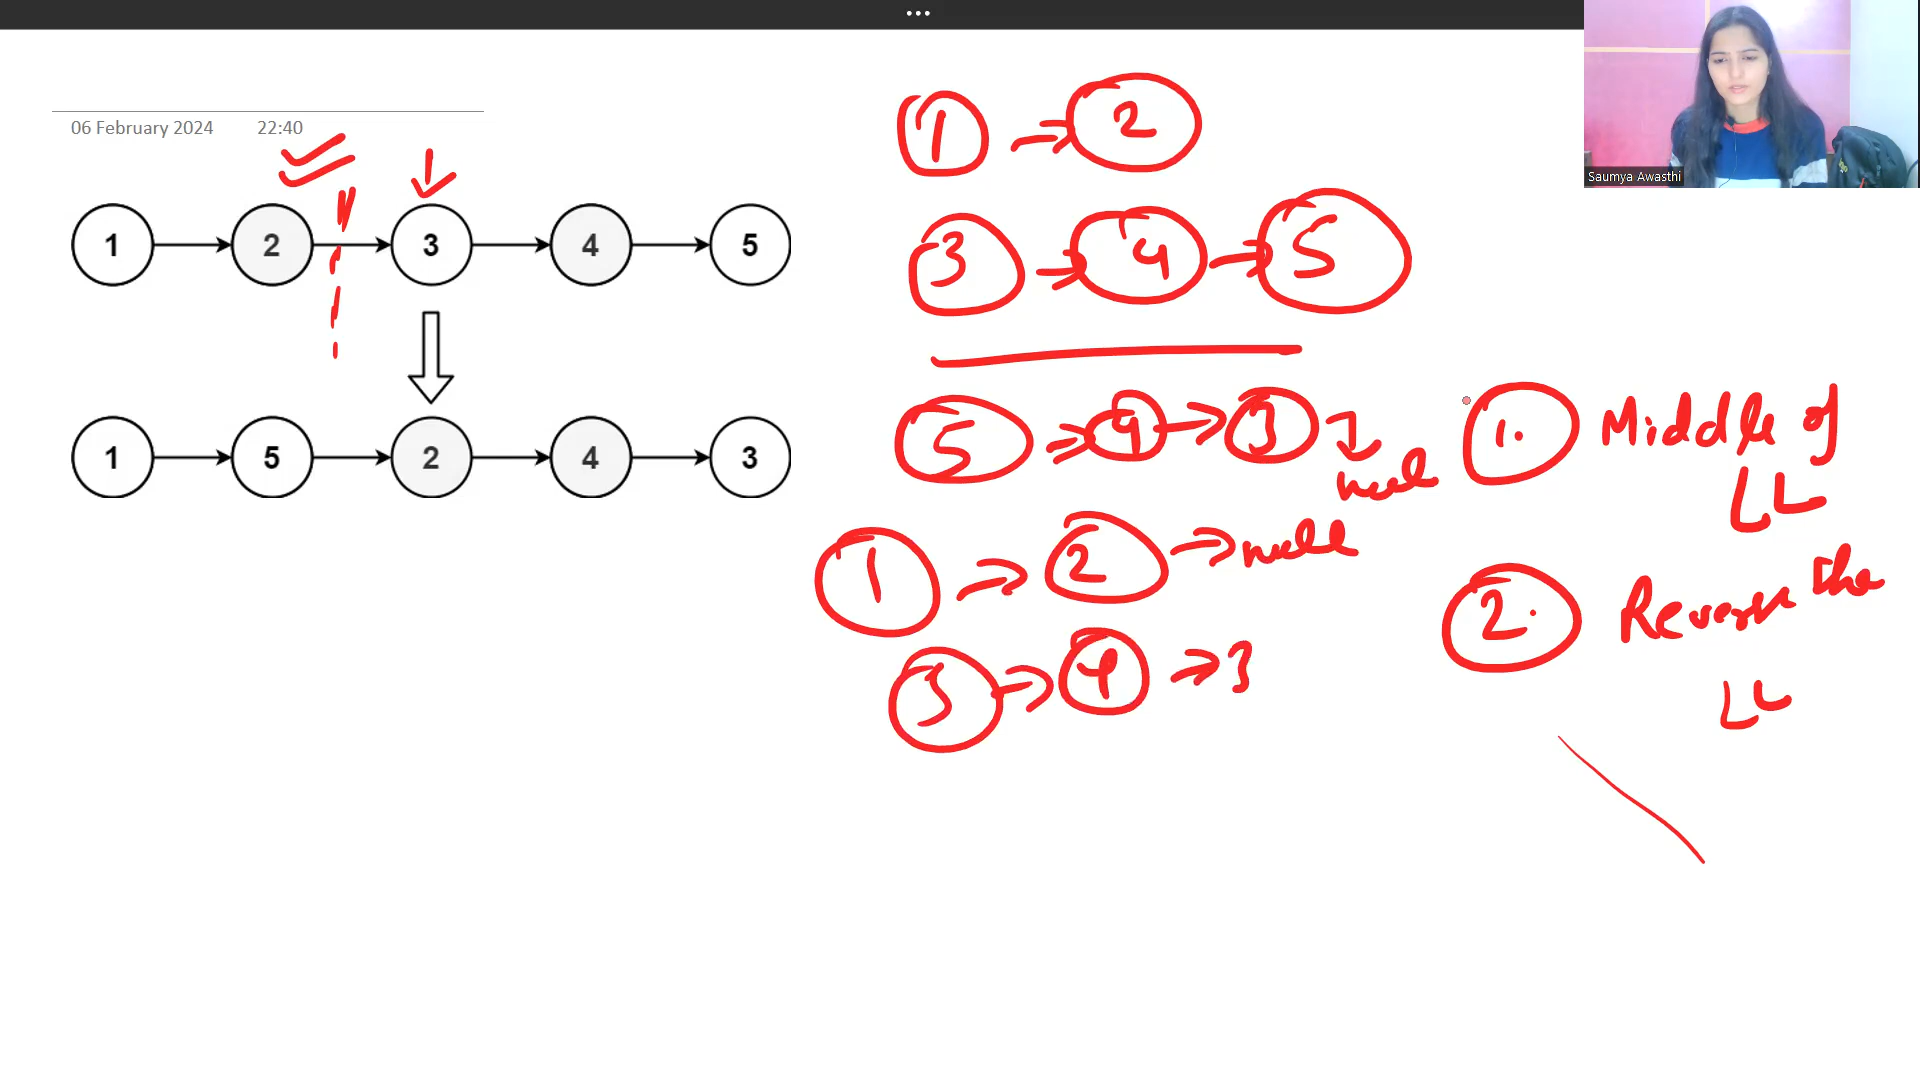 ...
06 February 2024 22:40
1 2 3 4 5
1 5 2 4 3
1 → 2
3 → 4 → 5
5 → 4 → 3 → null
1 → 2 → null
5 → 4 → 3
1. Middle of
LL
2. Reverse the
LL
Saumya Awasthi